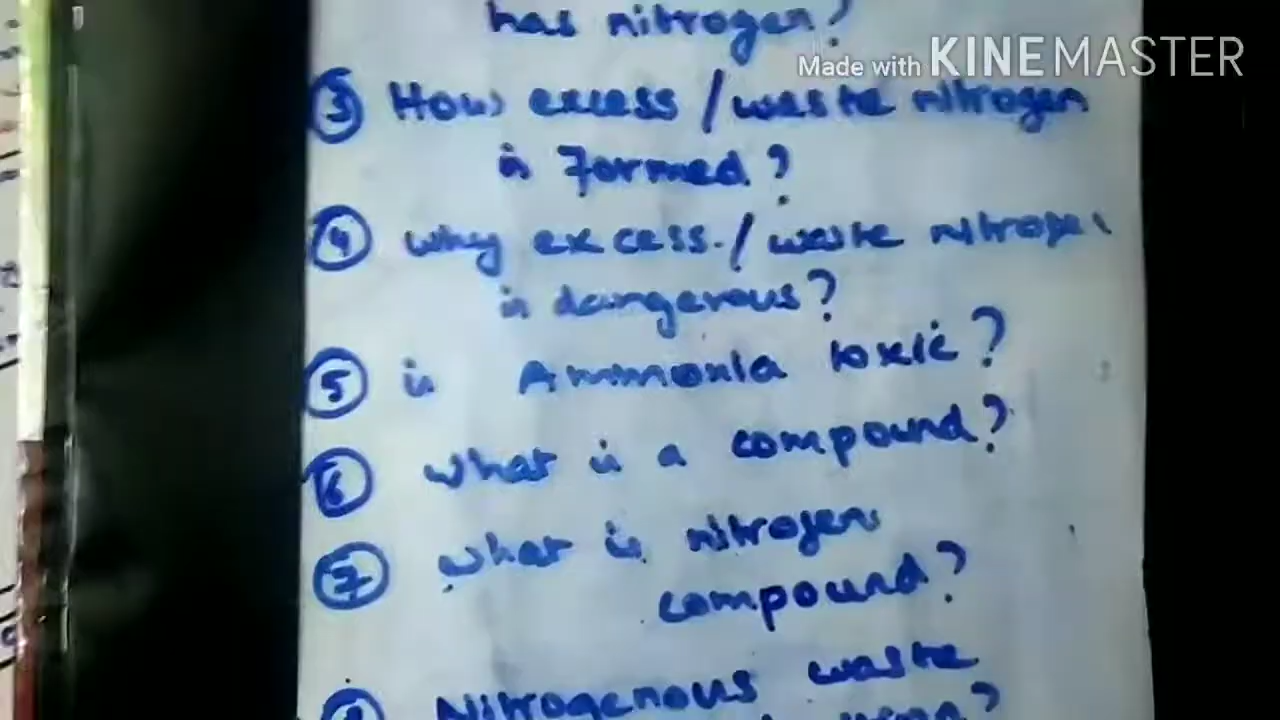 has nitrogen?
Made with KINEMASTER
③ How excess / waste nitrogen
is formed?
④ why excess / waste nitrogen
is dangerous?
⑤ is Ammonia toxic?
⑥ what is a compound?
⑦ what is nitrogen
compound?
Nitrogenous waste